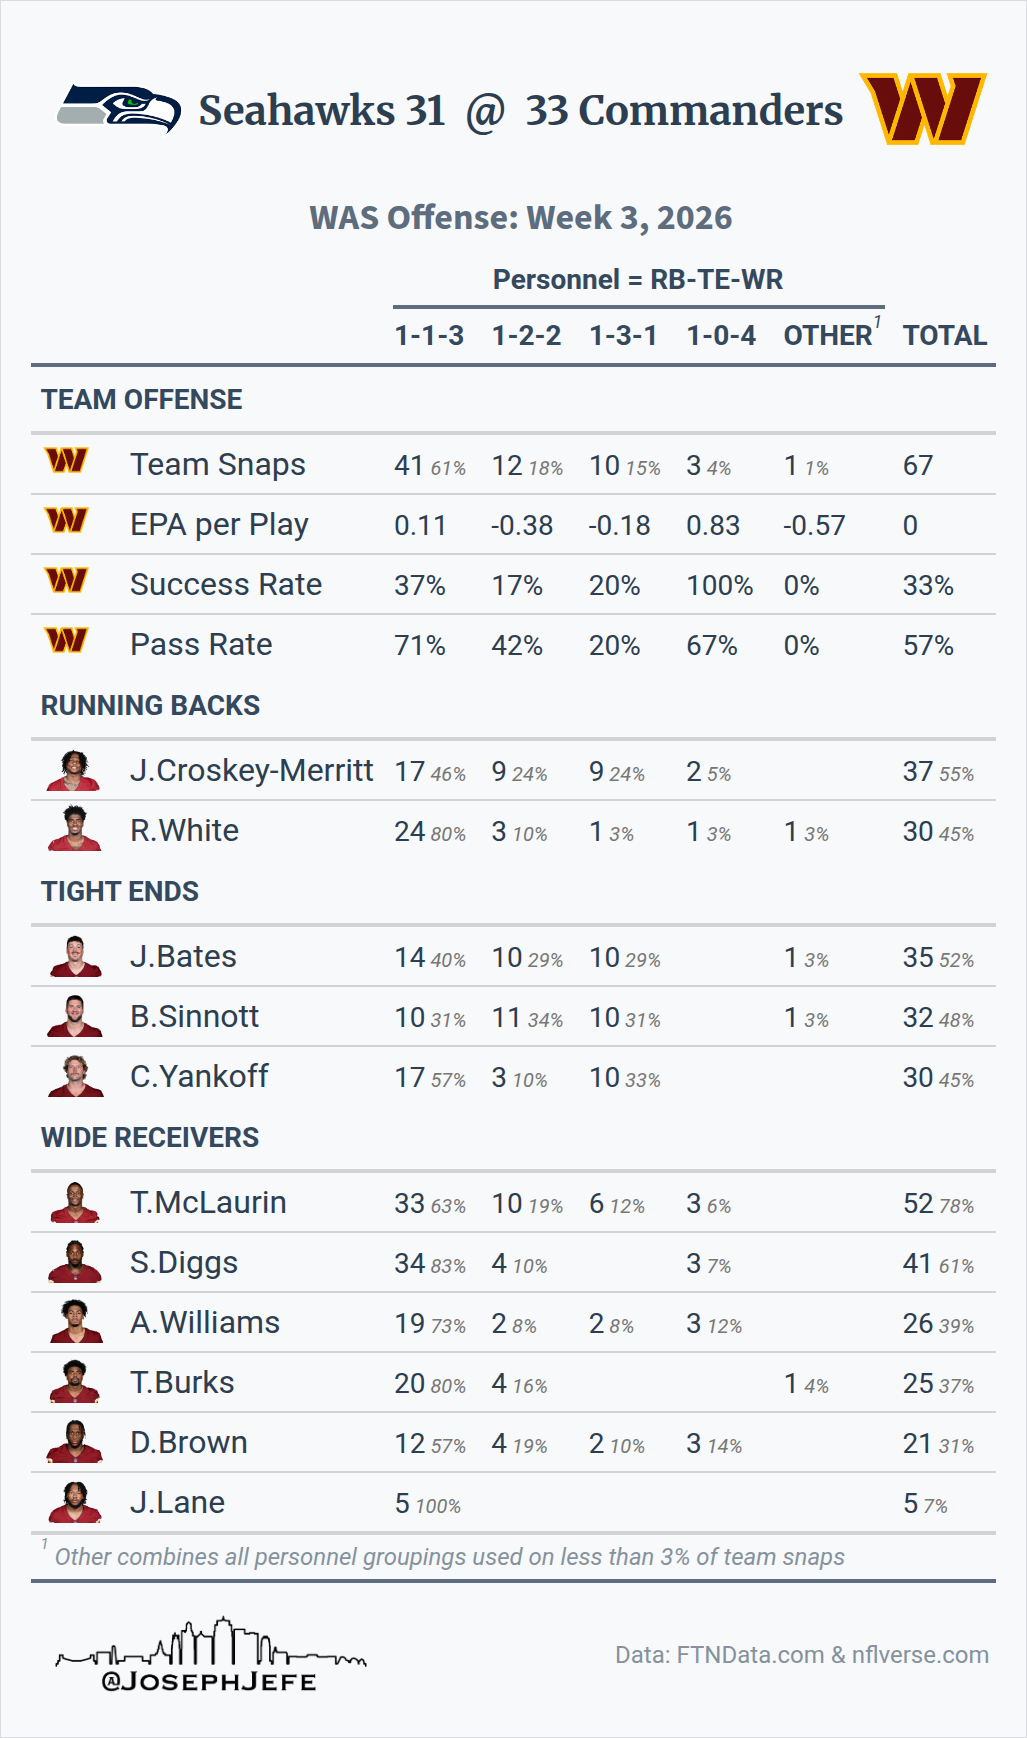 Seahawks 31 @ 33 Commanders
WAS Offense: Week 3, 2026
Personnel = RB-TE-WR
1-1-3 1-2-2 1-3-1 1-0-4 OTHER1 TOTAL
TEAM OFFENSE
Team Snaps 41 61% 12 18% 10 15% 3 4% 1 1% 67
EPA per Play 0.11 -0.38 -0.18 0.83 -0.57 0
Success Rate 37% 17% 20% 100% 0% 33%
Pass Rate 71% 42% 20% 67% 0% 57%
RUNNING BACKS
J.Croskey-Merritt 17 46% 9 24% 9 24% 2 5% 37 55%
R.White 24 80% 3 10% 1 3% 1 3% 1 3% 30 45%
TIGHT ENDS
J.Bates 14 40% 10 29% 10 29% 1 3% 35 52%
B.Sinnott 10 31% 11 34% 10 31% 1 3% 32 48%
C.Yankoff 17 57% 3 10% 10 33% 30 45%
WIDE RECEIVERS
T.McLaurin 33 63% 10 19% 6 12% 3 6% 52 78%
S.Diggs 34 83% 4 10% 3 7% 41 61%
A.Williams 19 73% 2 8% 2 8% 3 12% 26 39%
T.Burks 20 80% 4 16% 1 4% 25 37%
D.Brown 12 57% 4 19% 2 10% 3 14% 21 31%
J.Lane 5 100% 5 7%
1 Other combines all personnel groupings used on less than 3% of team snaps
@JOSEPHJEFE
Data: FTNData.com & nflverse.com